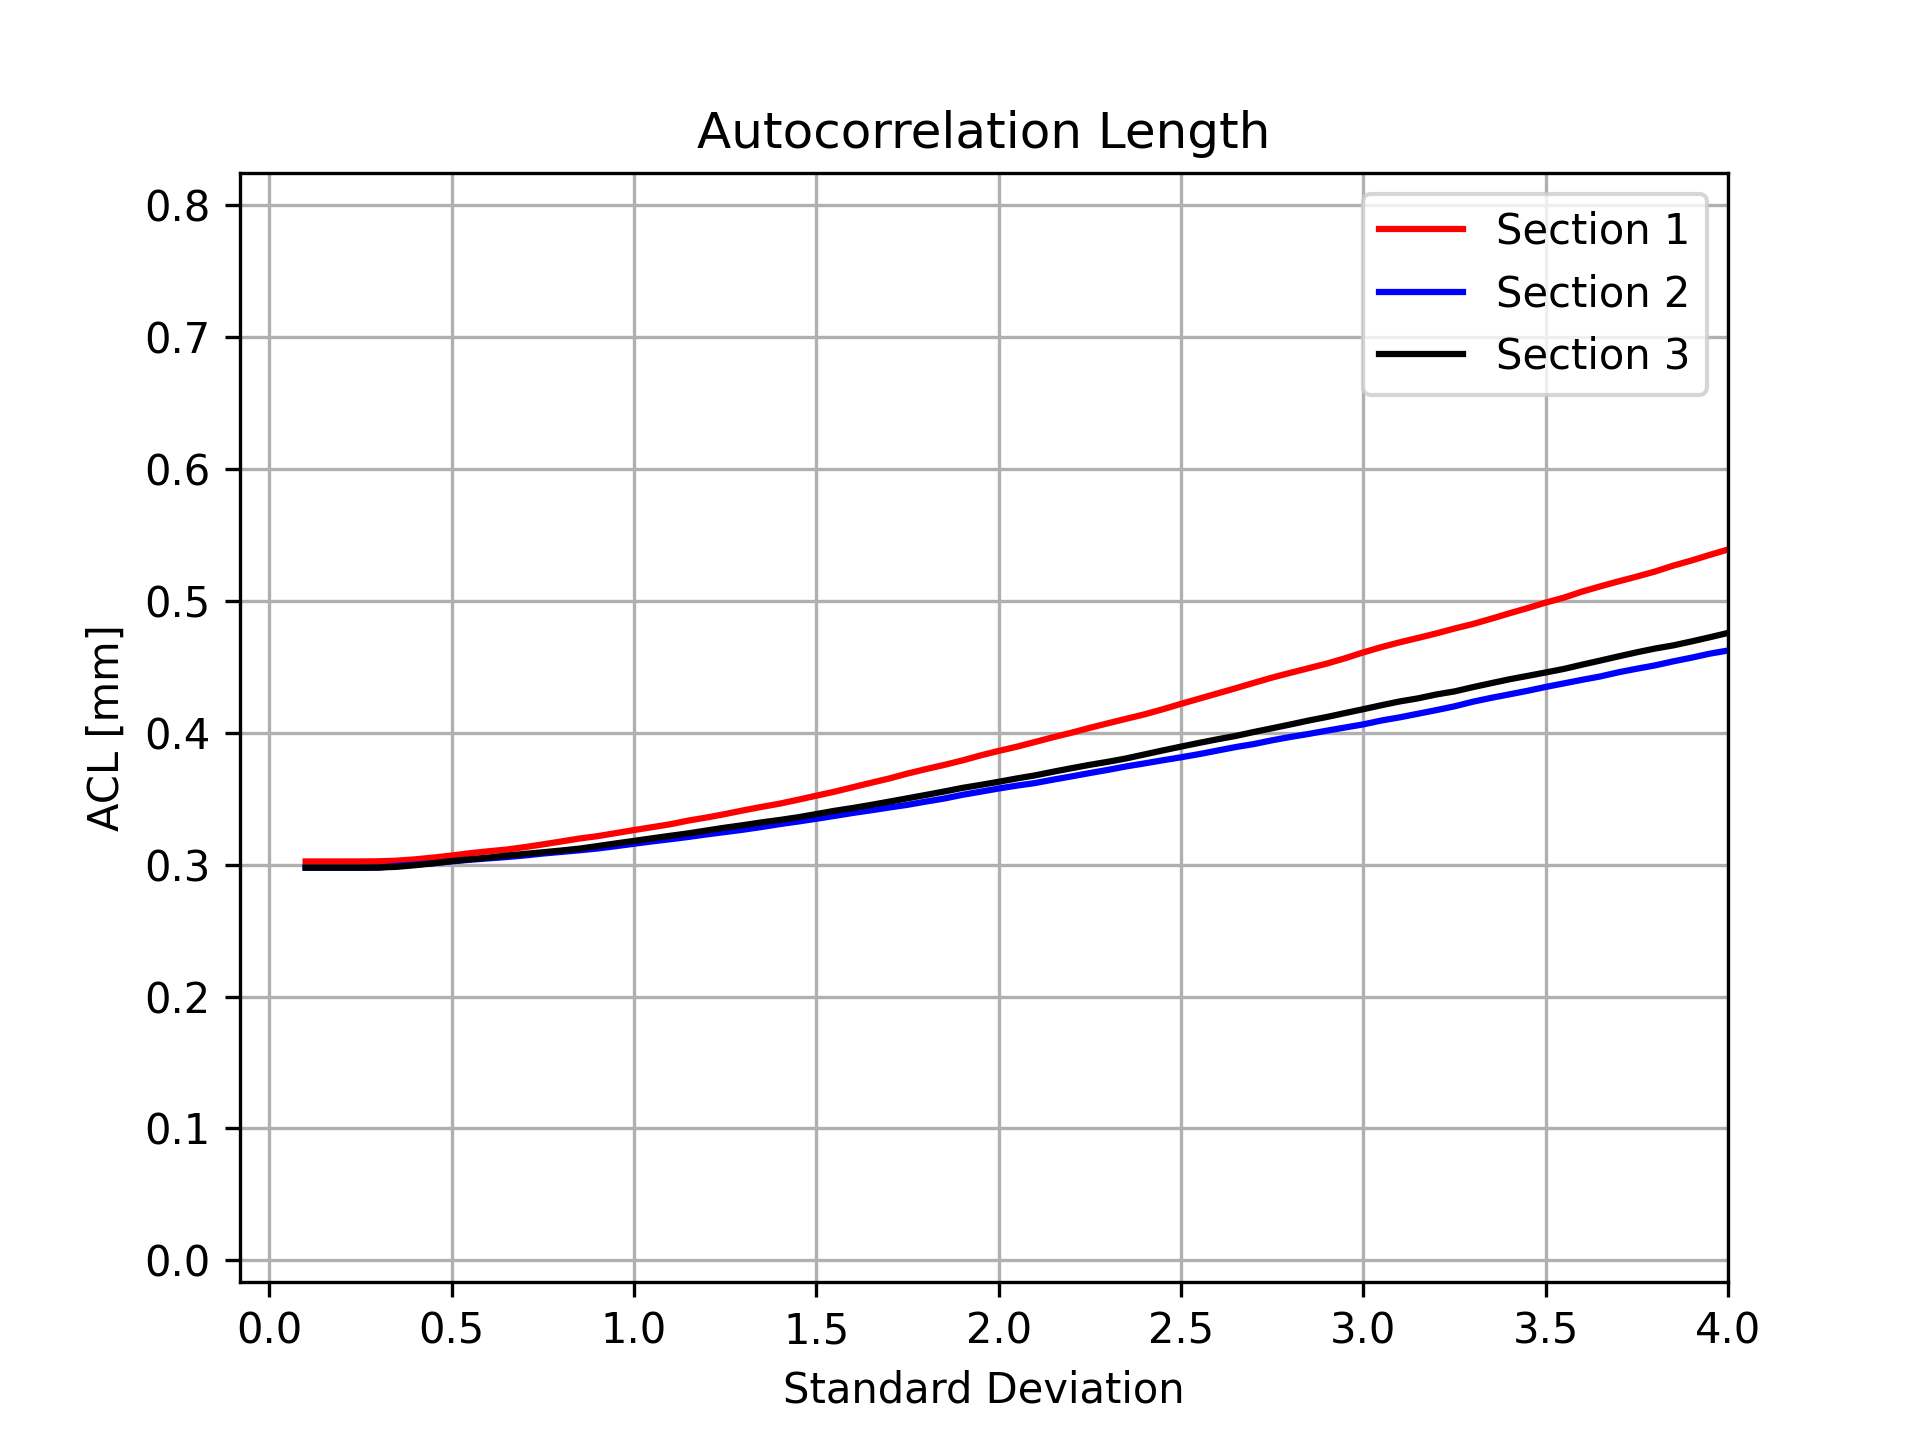 Autocorrelation Length
0.8
0.7
0.6
0.5
0.4
0.3
0.2
0.1
0.0
ACL [mm]
Section 1
Section 2
Section 3
0.0 0.5 1.0 1.5 2.0 2.5 3.0 3.5 4.0
Standard Deviation